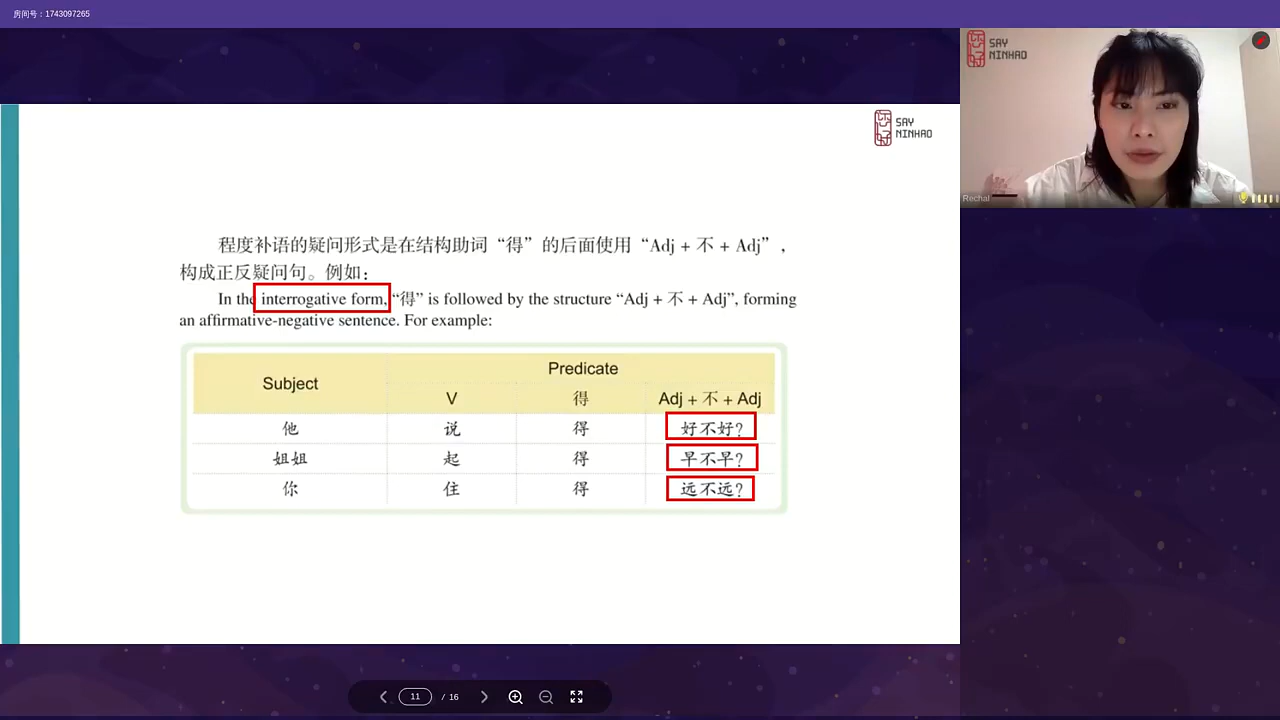 房间号：1743097265
SAY
NINHAO
SAY
NINHAO
程度补语的疑问形式是在结构助词“得”的后面使用“Adj + 不 + Adj”，
构成正反疑问句。例如：
In the interrogative form, “得” is followed by the structure “Adj + 不 + Adj”, forming
an affirmative-negative sentence. For example:
Subject Predicate
V 得 Adj + 不 + Adj
他 说 得 好不好？
姐姐 起 得 早不早？
你 住 得 远不远？
Rechal
11 / 16